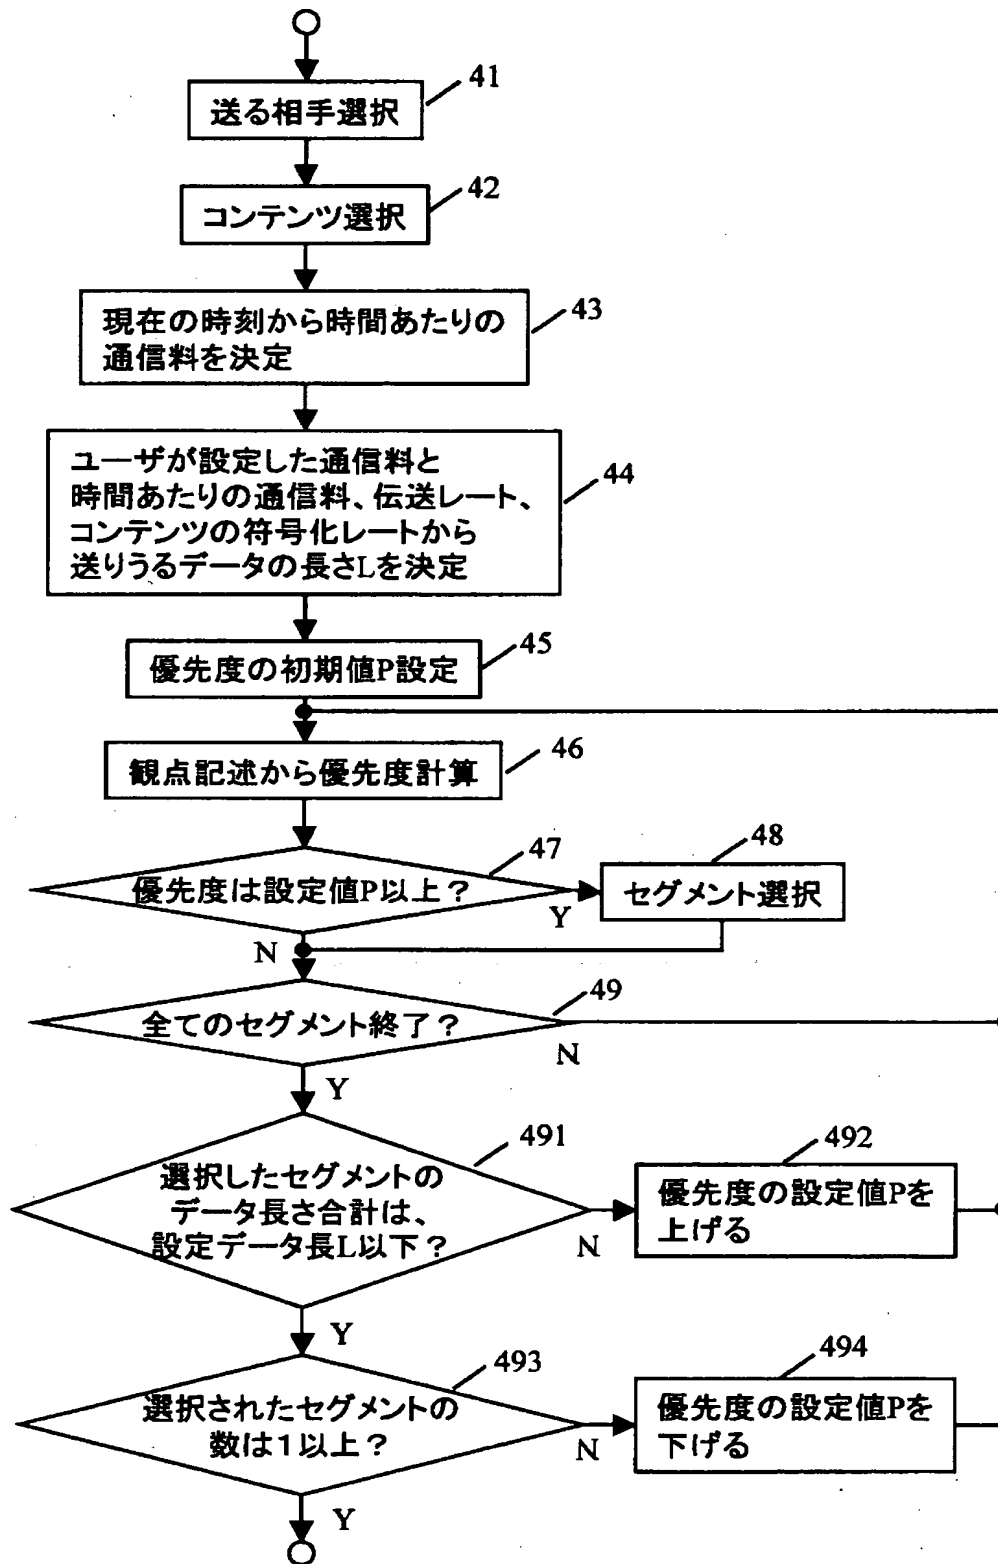 41
送る相手選択
42
コンテンツ選択
43
現在の時刻から時間あたりの
通信料を決定
44
ユーザが設定した通信料と
時間あたりの通信料、伝送レート、
コンテンツの符号化レートから
送りうるデータの長さLを決定
45
優先度の初期値P設定
46
観点記述から優先度計算
47
優先度は設定値P以上？
Y
48
セグメント選択
N
49
全てのセグメント終了？
N
Y
491
選択したセグメントの
データ長さ合計は、
設定データ長L以下？
N
492
優先度の設定値Pを
上げる
Y
493
選択されたセグメントの
数は１以上？
N
494
優先度の設定値Pを
下げる
Y